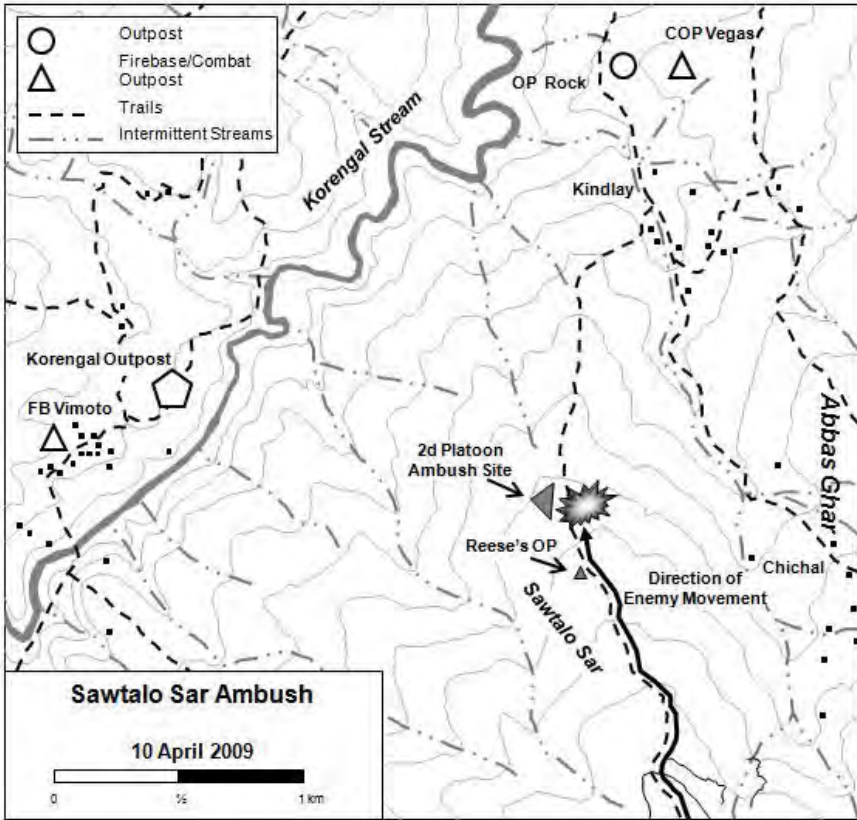 Outpost
Firebase/Combat
Outpost
Trails
Intermittent Streams
COP Vegas
OP Rock
Korengal Stream
Kindlay
Korengal Outpost
FB Vimoto
2d Platoon
Ambush Site
Abbas Ghar
Reese's OP
Chichal
Direction of
Enemy Movement
Sawtalo Sar
Sawtalo Sar Ambush
10 April 2009
0 ½ 1 km